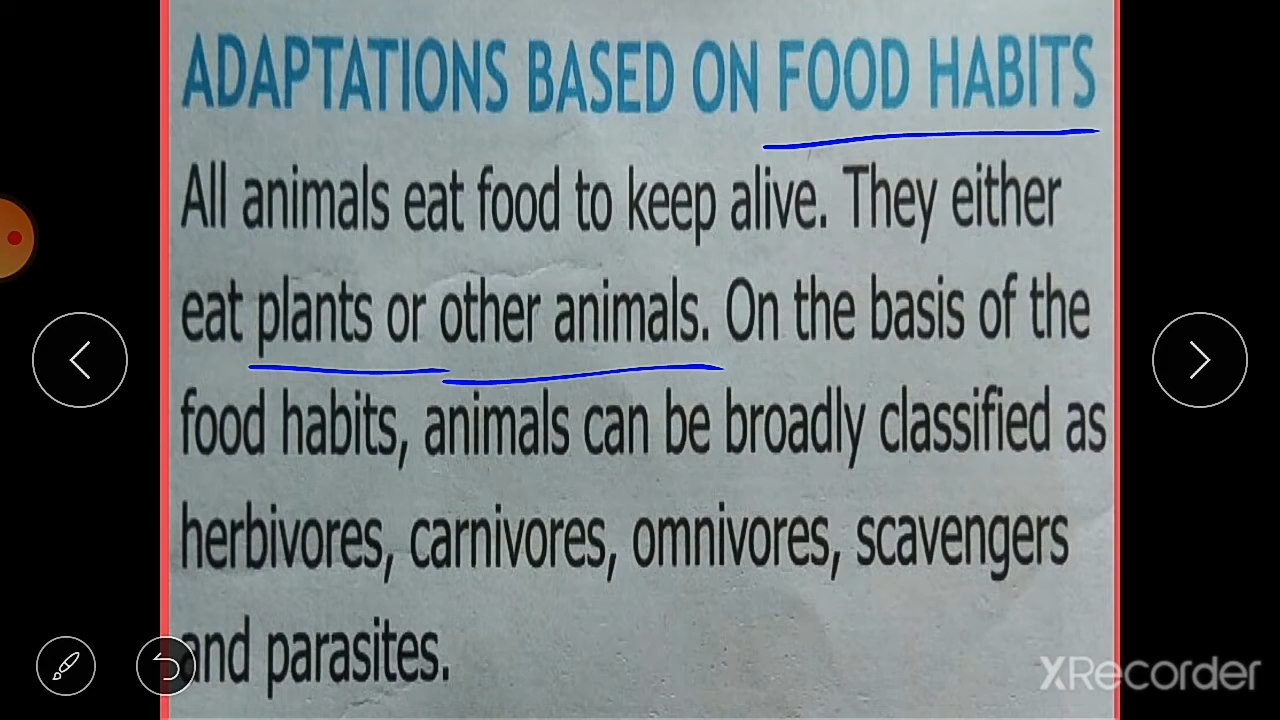 ADAPTATIONS BASED ON FOOD HABITS
All animals eat food to keep alive. They either
eat plants or other animals. On the basis of the
food habits, animals can be broadly classified as
herbivores, carnivores, omnivores, scavengers
and parasites.
XRecorder